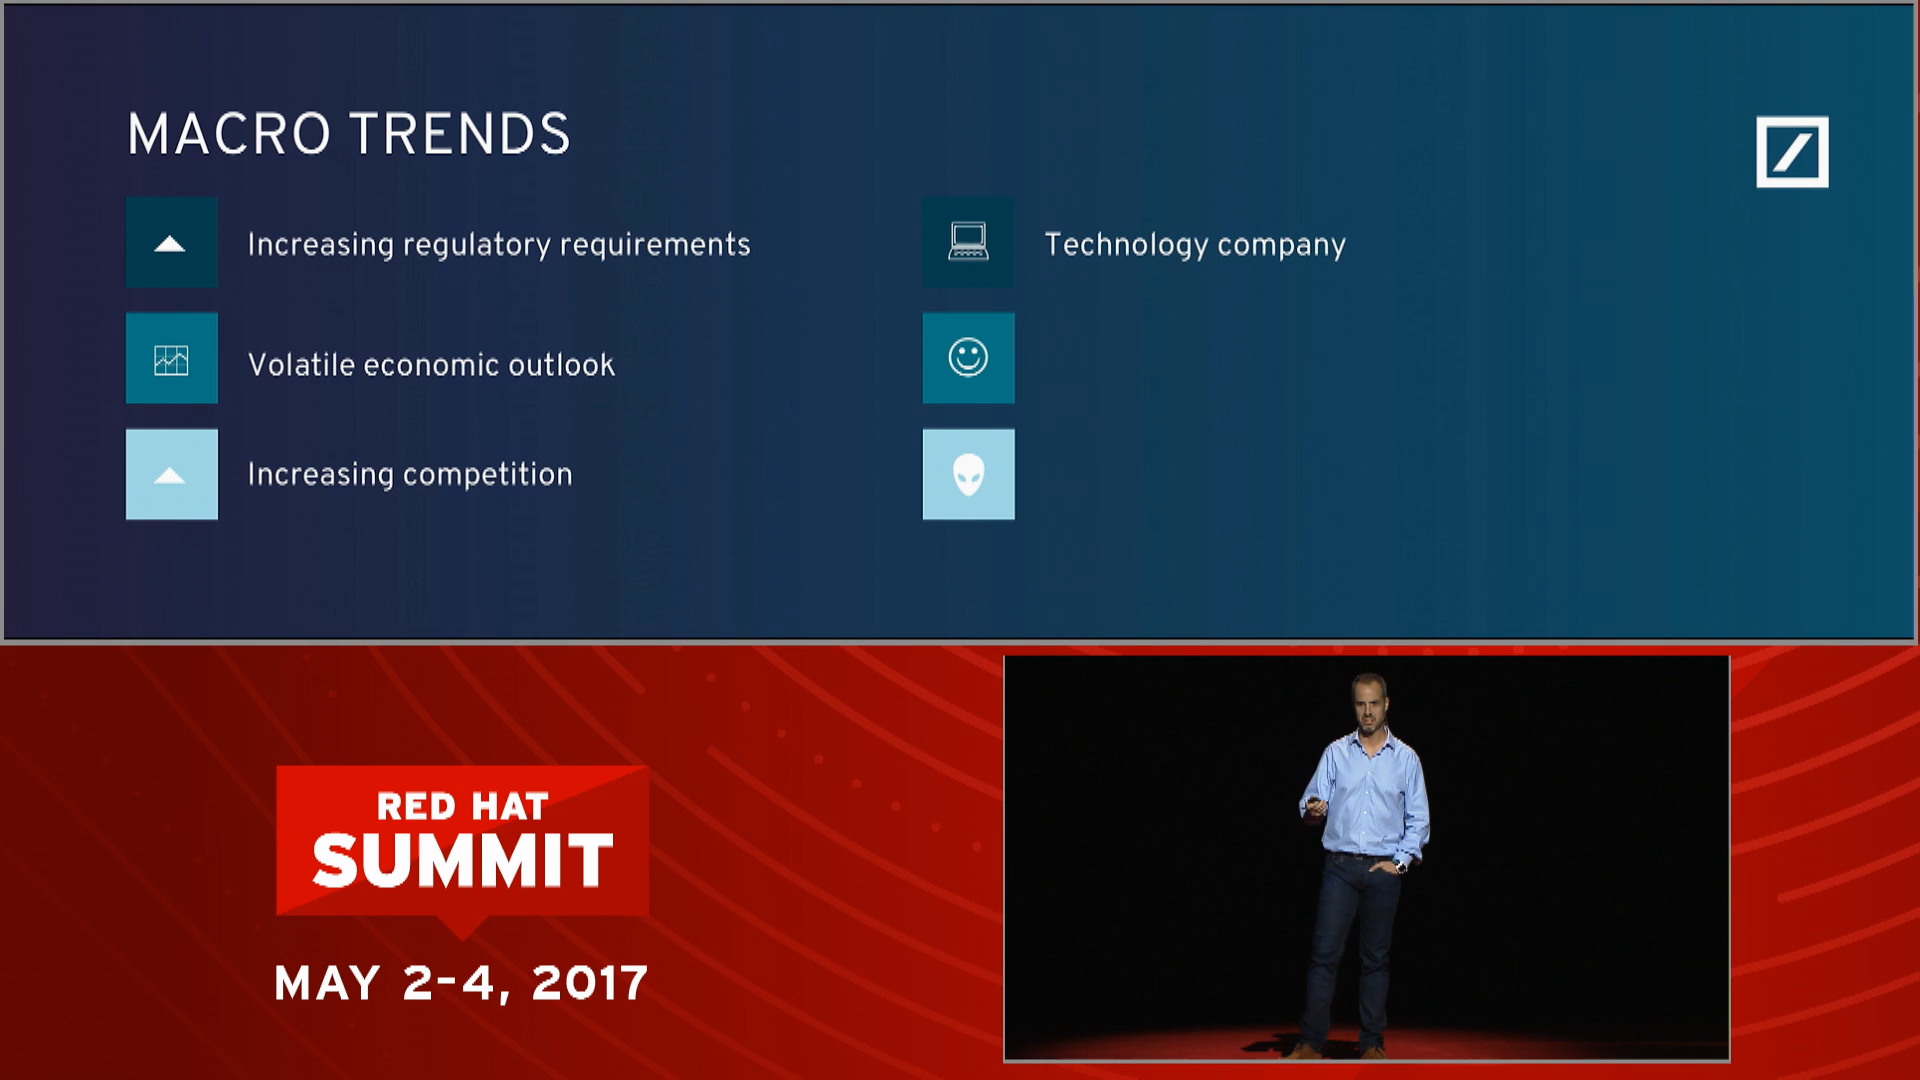 MACRO TRENDS
Increasing regulatory requirements
Technology company
Volatile economic outlook
Increasing competition
RED HAT
SUMMIT
MAY 2-4, 2017